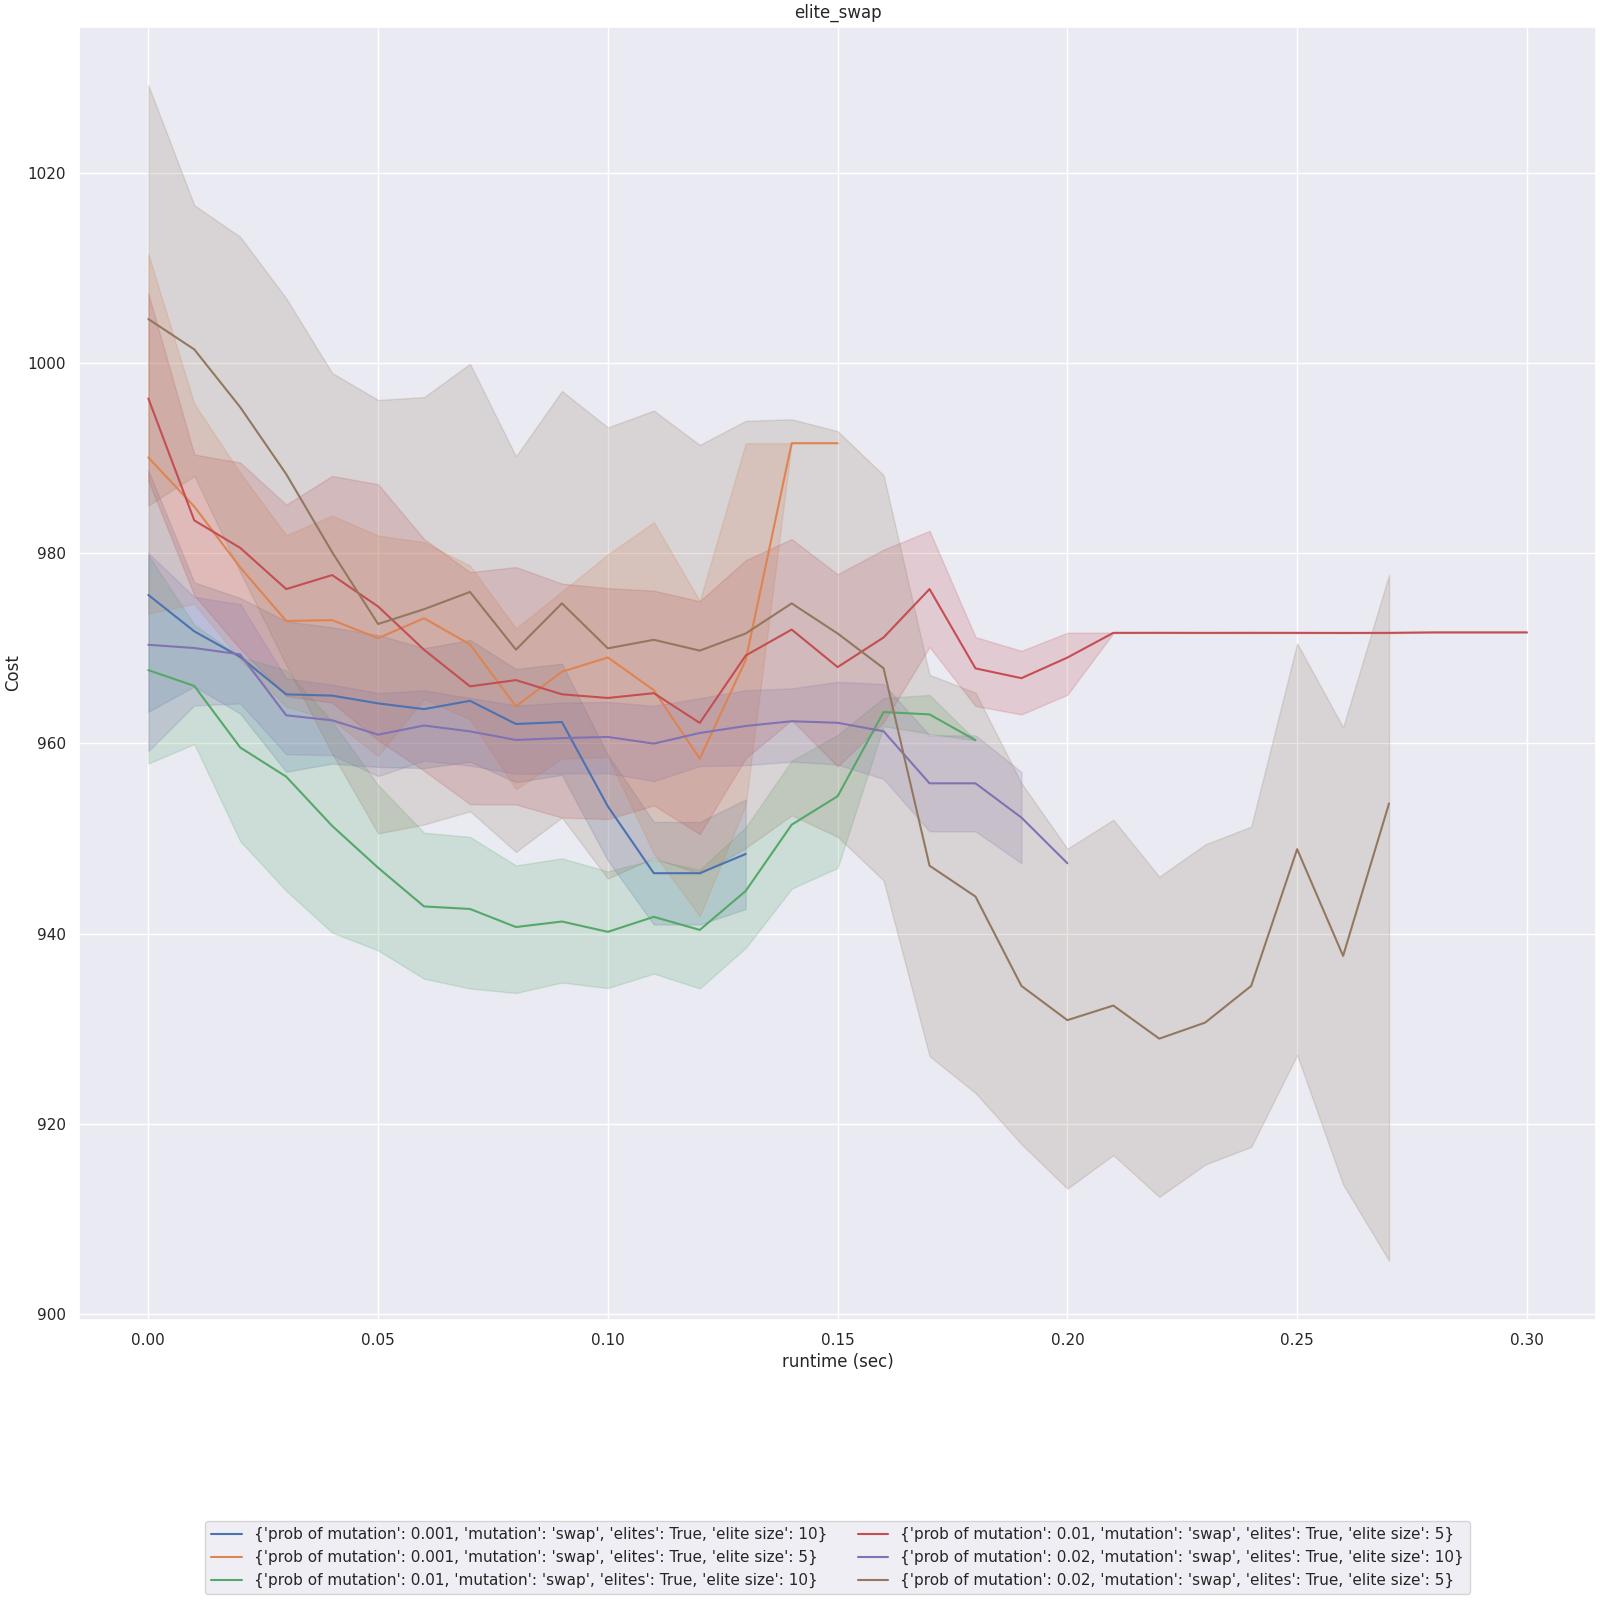 elite_swap
1020
1000
980
960
940
920
900
Cost
0.00 0.05 0.10 0.15 0.20 0.25 0.30
runtime (sec)
{'prob of mutation': 0.001, 'mutation': 'swap', 'elites': True, 'elite size': 10}
{'prob of mutation': 0.001, 'mutation': 'swap', 'elites': True, 'elite size': 5}
{'prob of mutation': 0.01, 'mutation': 'swap', 'elites': True, 'elite size': 10}
{'prob of mutation': 0.01, 'mutation': 'swap', 'elites': True, 'elite size': 5}
{'prob of mutation': 0.02, 'mutation': 'swap', 'elites': True, 'elite size': 10}
{'prob of mutation': 0.02, 'mutation': 'swap', 'elites': True, 'elite size': 5}